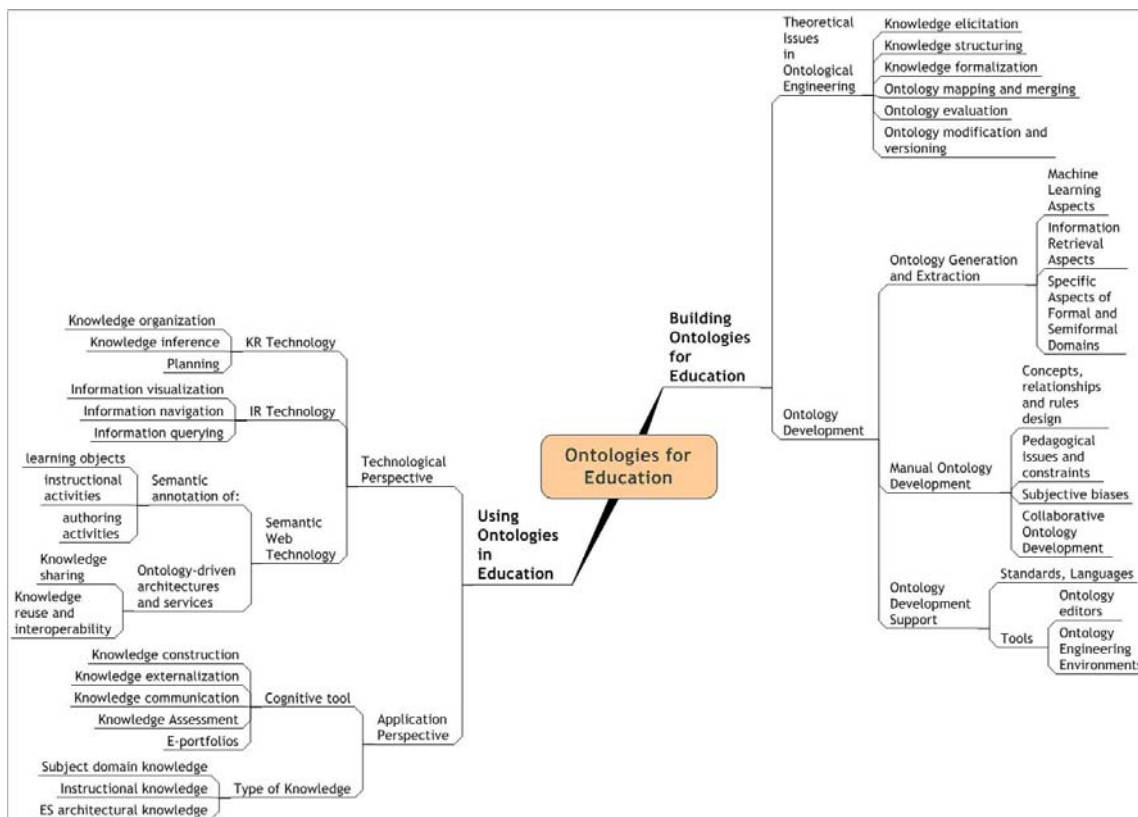 Theoretical
Issues
in
Ontological
Engineering
Knowledge elicitation
Knowledge structuring
Knowledge formalization
Ontology mapping and merging
Ontology evaluation
Ontology modification and
versioning
Building
Ontologies
for
Education
Ontology
Development
Ontology Generation
and Extraction
Machine
Learning
Aspects
Information
Retrieval
Aspects
Specific
Aspects of
Formal and
Semiformal
Domains
Manual Ontology
Development
Concepts,
relationships
and rules
design
Pedagogical
issues and
constraints
Subjective biases
Collaborative
Ontology
Development
Ontology
Development
Support
Standards, Languages
Tools
Ontology
editors
Ontology
Engineering
Environments
Ontologies for
Education
Using
Ontologies
in
Education
Technological
Perspective
KR Technology
Knowledge organization
Knowledge inference
Planning
IR Technology
Information visualization
Information navigation
Information querying
Semantic
Web
Technology
Semantic
annotation of:
learning objects
instructional
activities
authoring
activities
Ontology-driven
architectures
and services
Knowledge
sharing
Knowledge
reuse and
interoperability
Application
Perspective
Cognitive tool
Knowledge construction
Knowledge externalization
Knowledge communication
Knowledge Assessment
E-portfolios
Type of Knowledge
Subject domain knowledge
Instructional knowledge
ES architectural knowledge